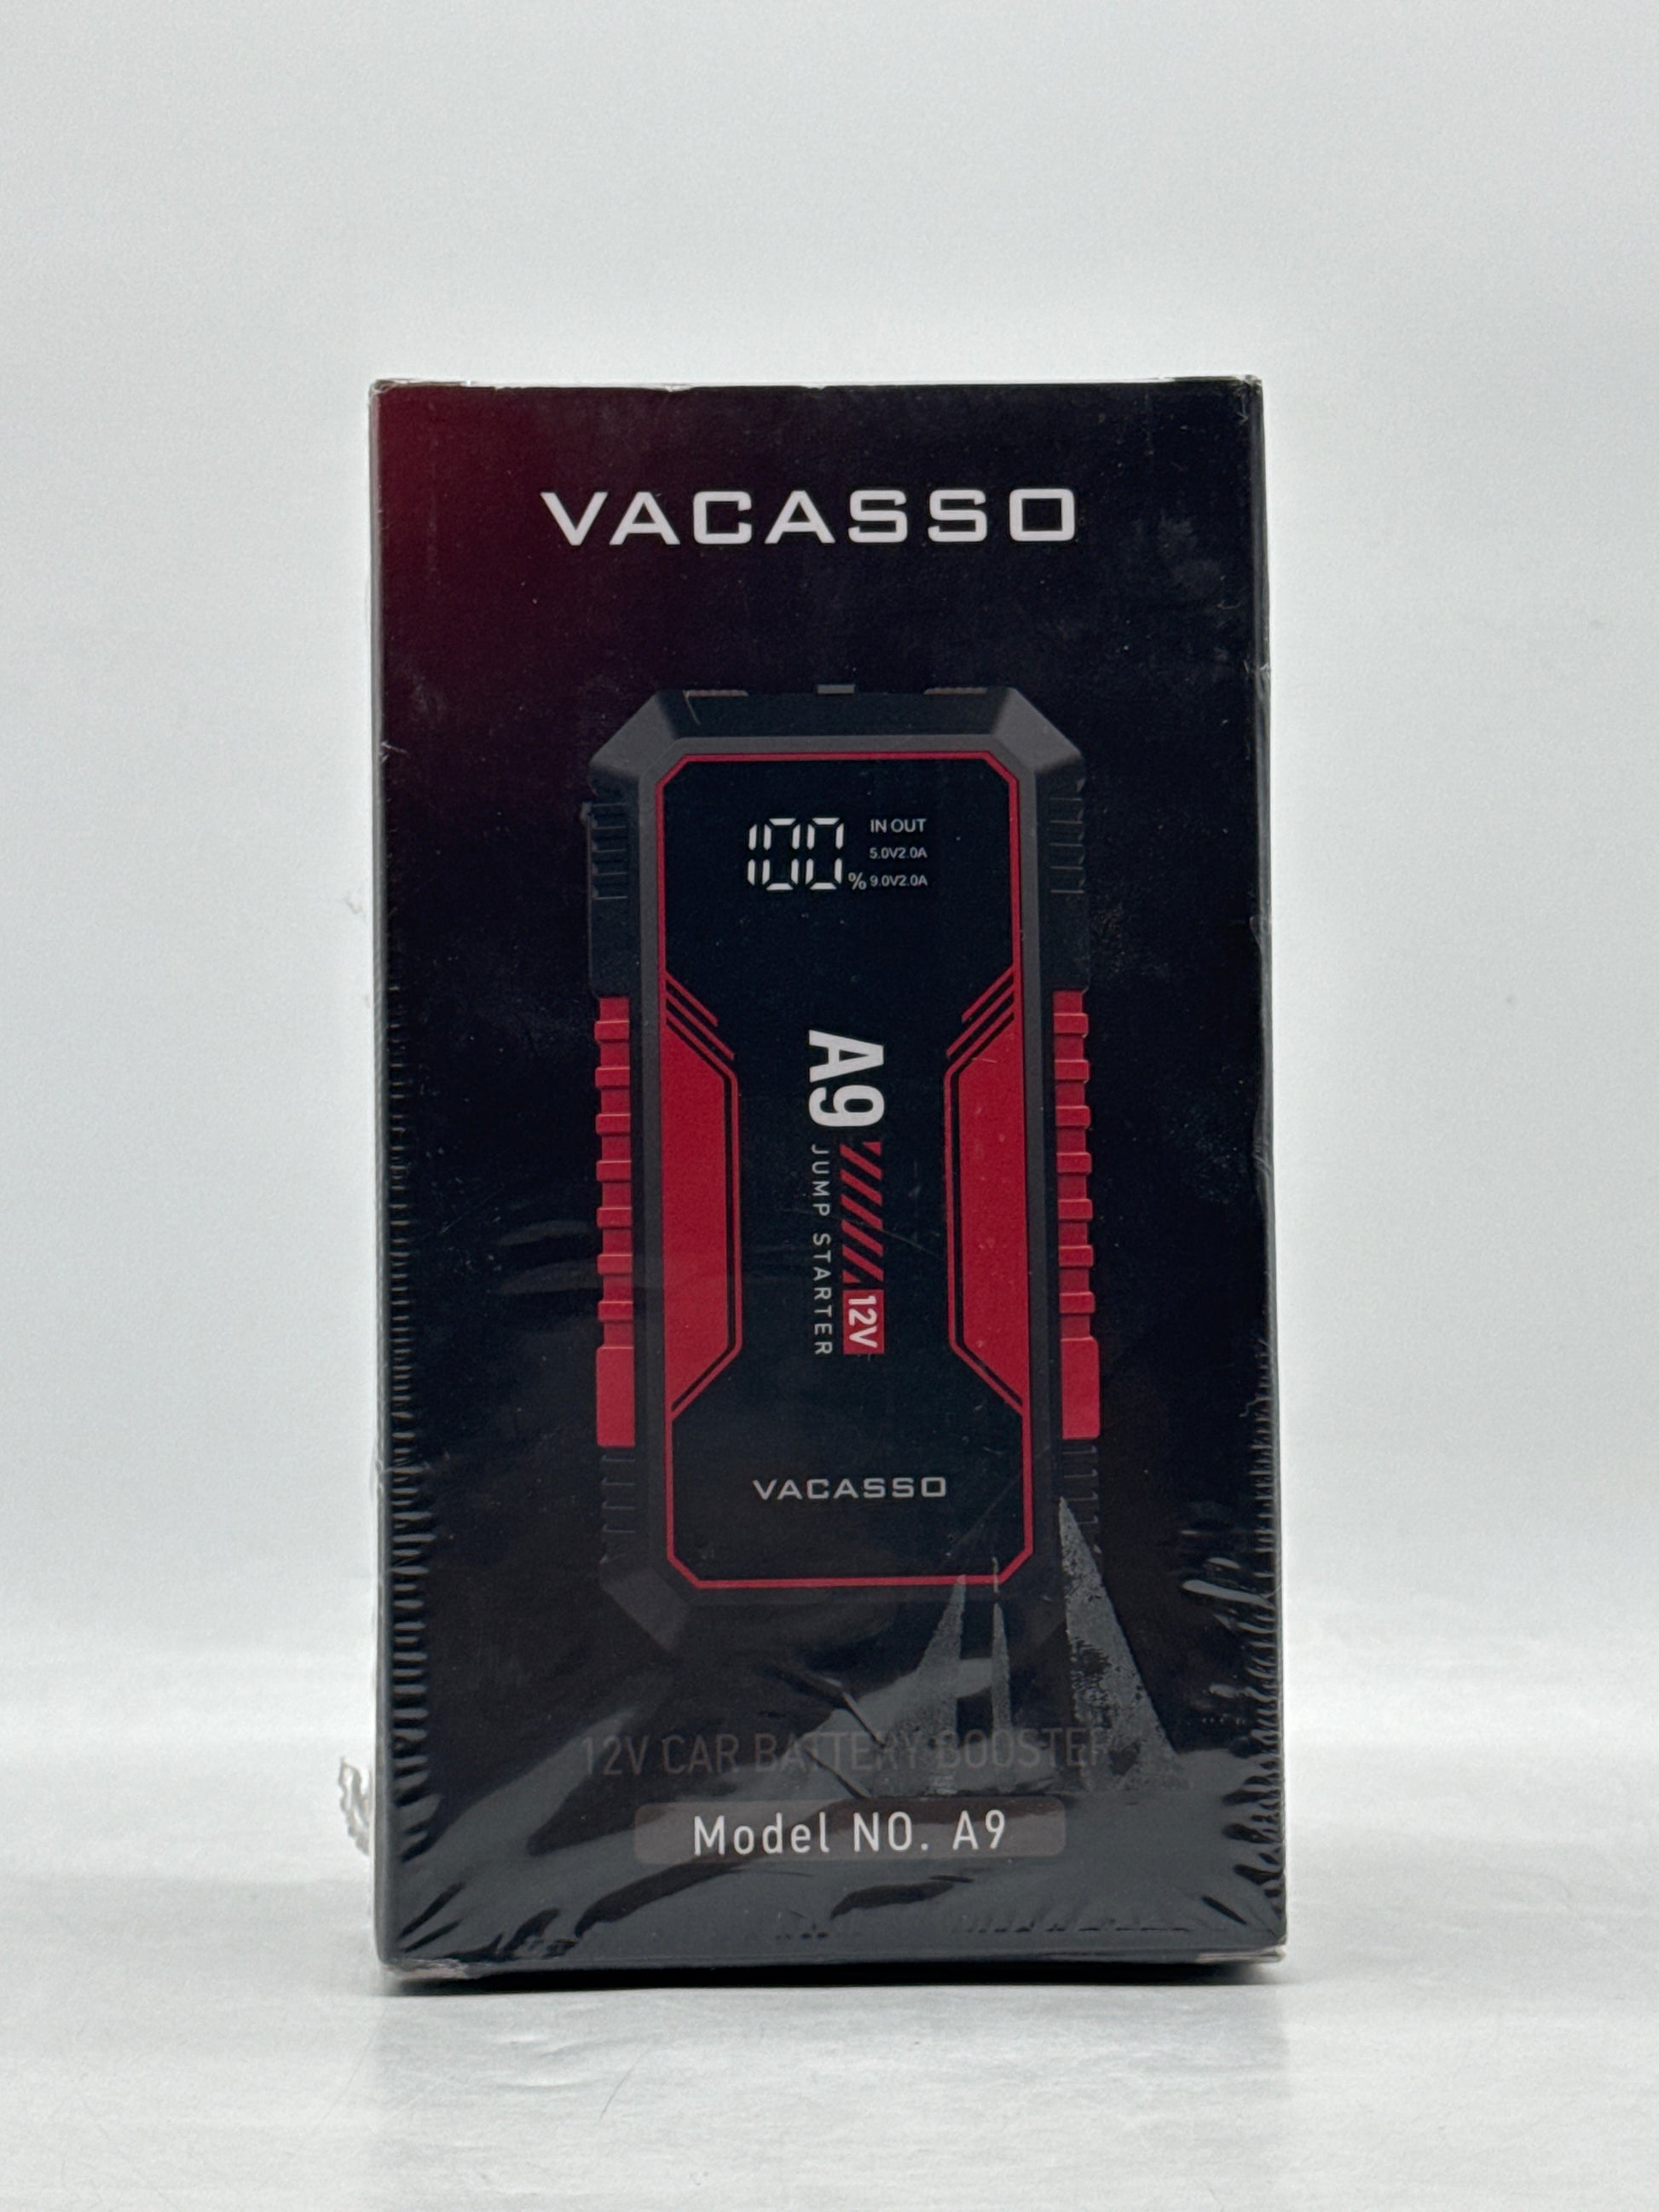 VACASSO
100% IN OUT
5.0V2.0A
9.0V2.0A
A9 12V
JUMP STARTER
VACASSO
12V CAR BATTERY BOOSTER
Model NO. A9